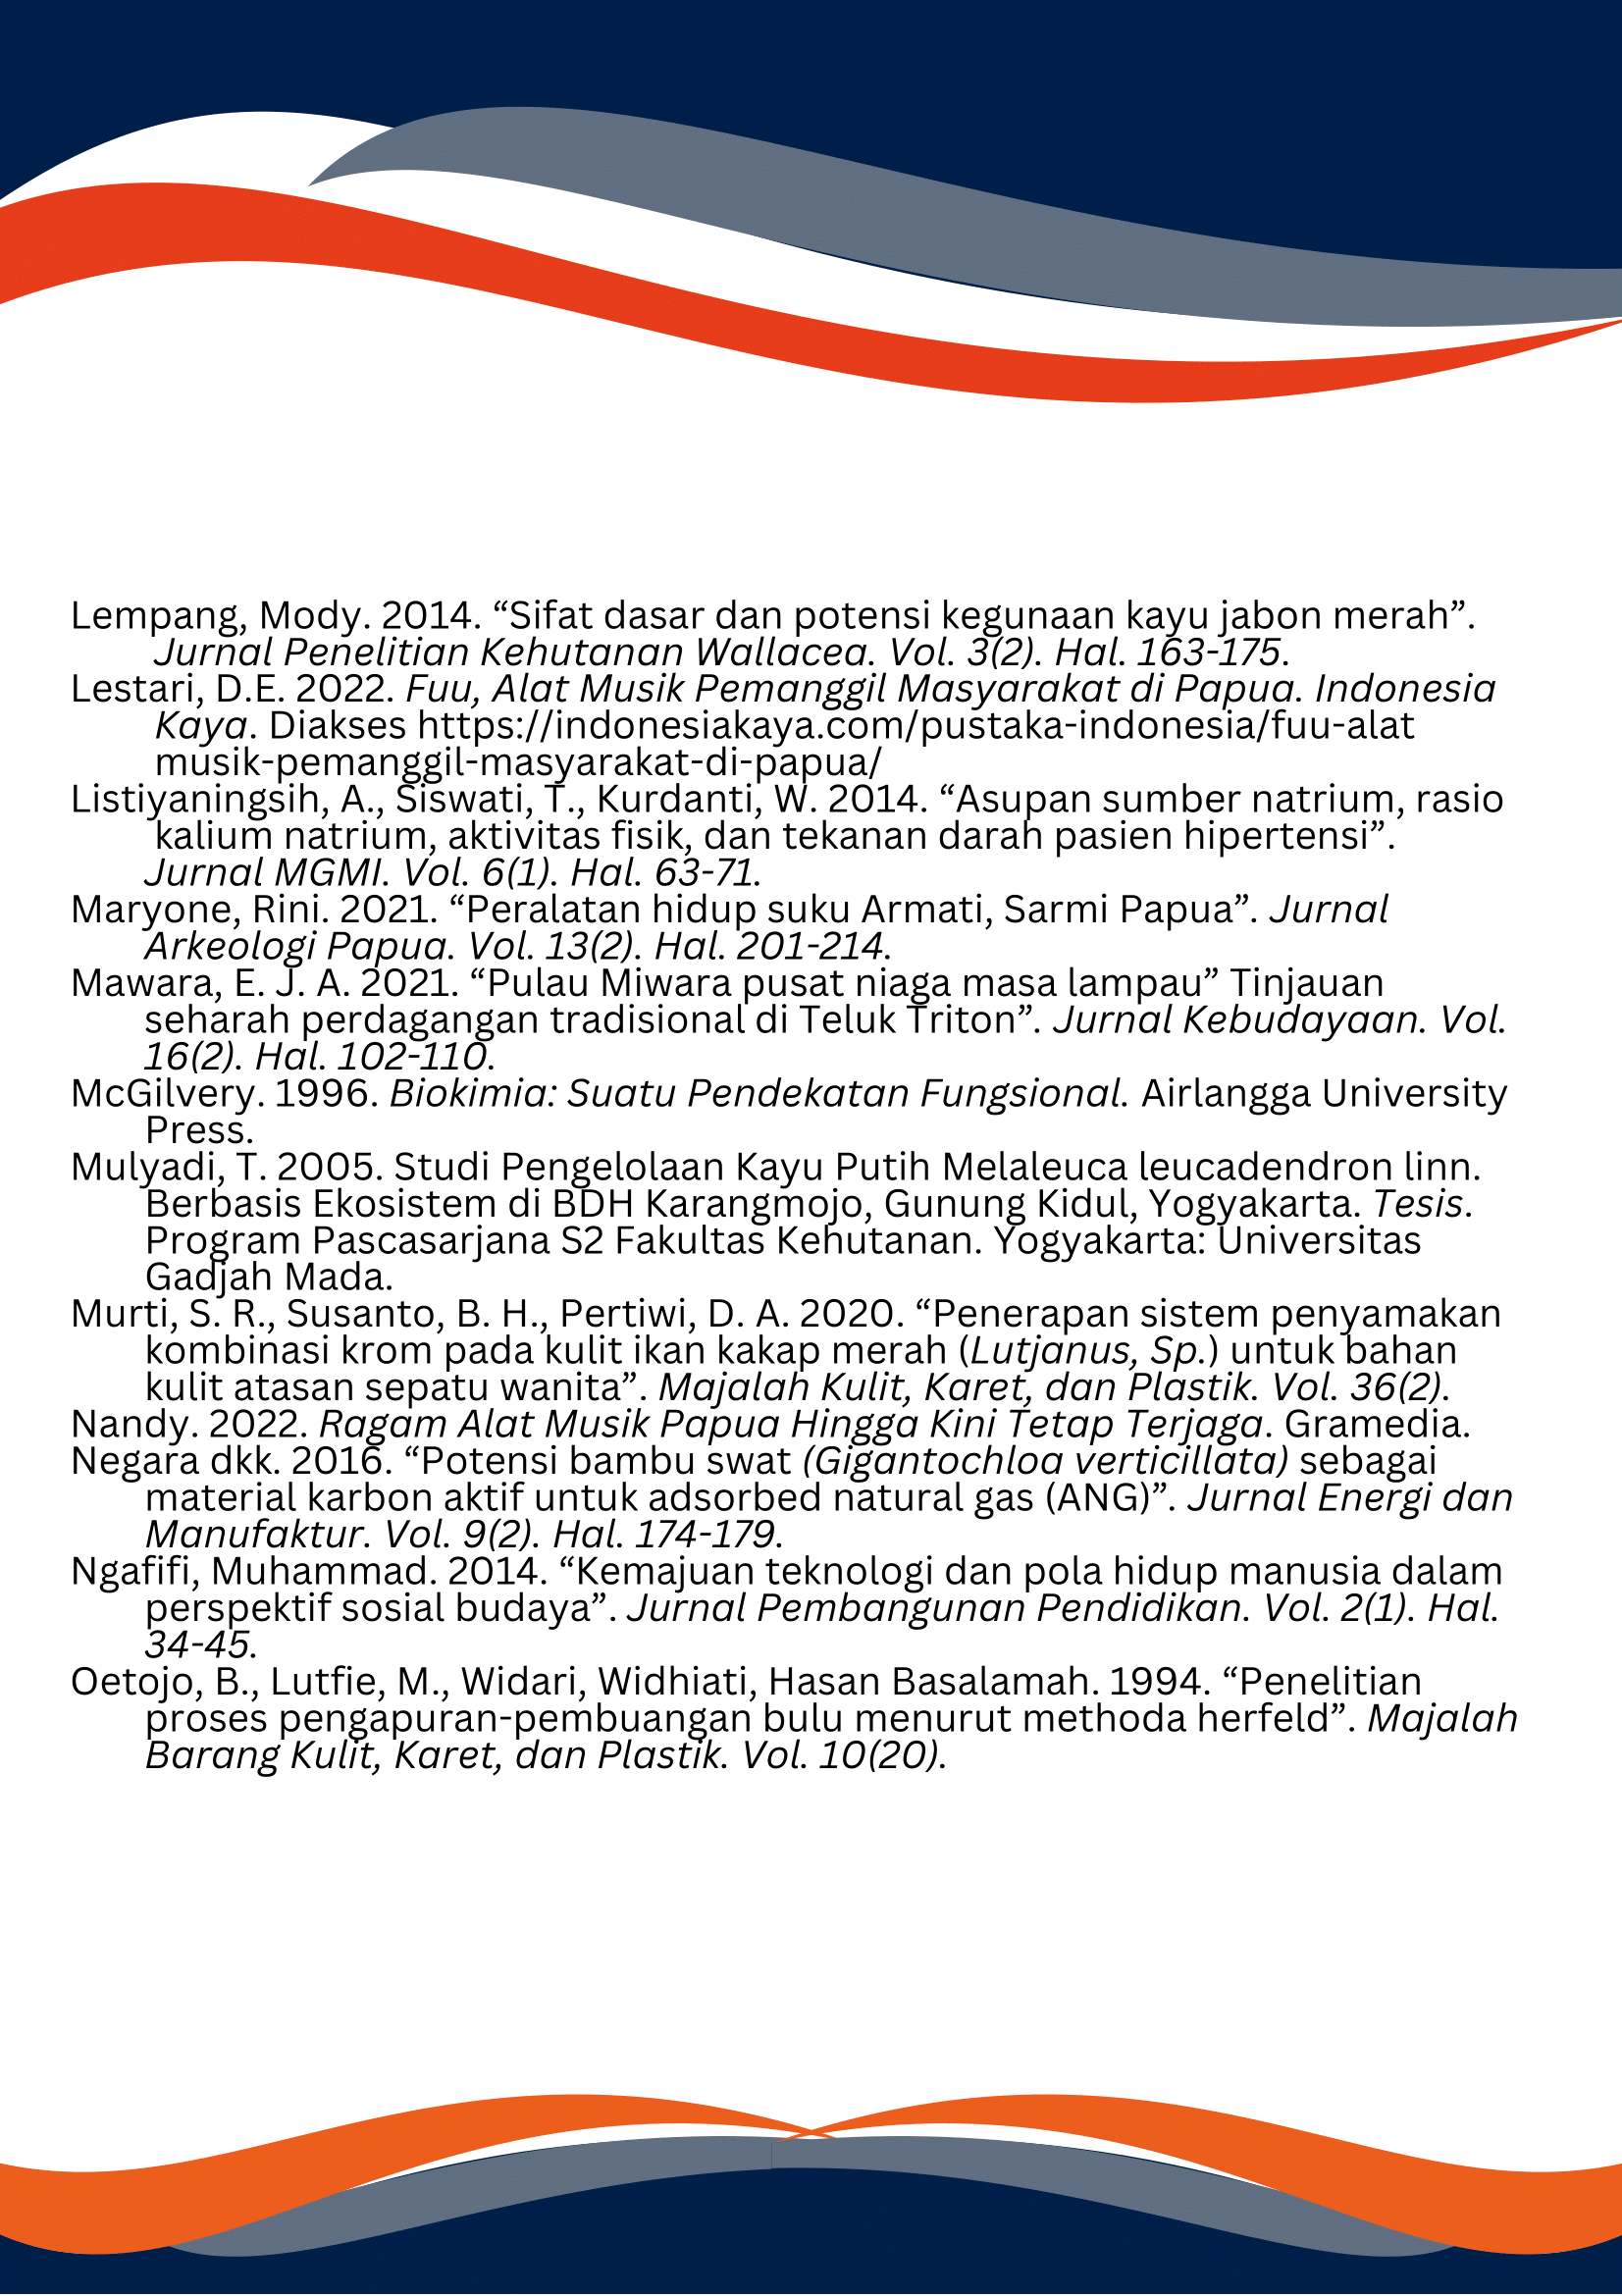 Lempang, Mody. 2014. “Sifat dasar dan potensi kegunaan kayu jabon merah”.
Jurnal Penelitian Kehutanan Wallacea. Vol. 3(2). Hal. 163-175.
Lestari, D.E. 2022. Fuu, Alat Musik Pemanggil Masyarakat di Papua. Indonesia
Kaya. Diakses https://indonesiakaya.com/pustaka-indonesia/fuu-alat
musik-pemanggil-masyarakat-di-papua/
Listiyaningsih, A., Siswati, T., Kurdanti, W. 2014. “Asupan sumber natrium, rasio
kalium natrium, aktivitas fisik, dan tekanan darah pasien hipertensi”.
Jurnal MGMI. Vol. 6(1). Hal. 63-71.
Maryone, Rini. 2021. “Peralatan hidup suku Armati, Sarmi Papua”. Jurnal
Arkeologi Papua. Vol. 13(2). Hal. 201-214.
Mawara, E. J. A. 2021. “Pulau Miwara pusat niaga masa lampau” Tinjauan
seharah perdagangan tradisional di Teluk Triton”. Jurnal Kebudayaan. Vol.
16(2). Hal. 102-110.
McGilvery. 1996. Biokimia: Suatu Pendekatan Fungsional. Airlangga University
Press.
Mulyadi, T. 2005. Studi Pengelolaan Kayu Putih Melaleuca leucadendron linn.
Berbasis Ekosistem di BDH Karangmojo, Gunung Kidul, Yogyakarta. Tesis.
Program Pascasarjana S2 Fakultas Kehutanan. Yogyakarta: Universitas
Gadjah Mada.
Murti, S. R., Susanto, B. H., Pertiwi, D. A. 2020. “Penerapan sistem penyamakan
kombinasi krom pada kulit ikan kakap merah (Lutjanus, Sp.) untuk bahan
kulit atasan sepatu wanita”. Majalah Kulit, Karet, dan Plastik. Vol. 36(2).
Nandy. 2022. Ragam Alat Musik Papua Hingga Kini Tetap Terjaga. Gramedia.
Negara dkk. 2016. “Potensi bambu swat (Gigantochloa verticillata) sebagai
material karbon aktif untuk adsorbed natural gas (ANG)”. Jurnal Energi dan
Manufaktur. Vol. 9(2). Hal. 174-179.
Ngafifi, Muhammad. 2014. “Kemajuan teknologi dan pola hidup manusia dalam
perspektif sosial budaya”. Jurnal Pembangunan Pendidikan. Vol. 2(1). Hal.
34-45.
Oetojo, B., Lutfie, M., Widari, Widhiati, Hasan Basalamah. 1994. “Penelitian
proses pengapuran-pembuangan bulu menurut methoda herfeld”. Majalah
Barang Kulit, Karet, dan Plastik. Vol. 10(20).